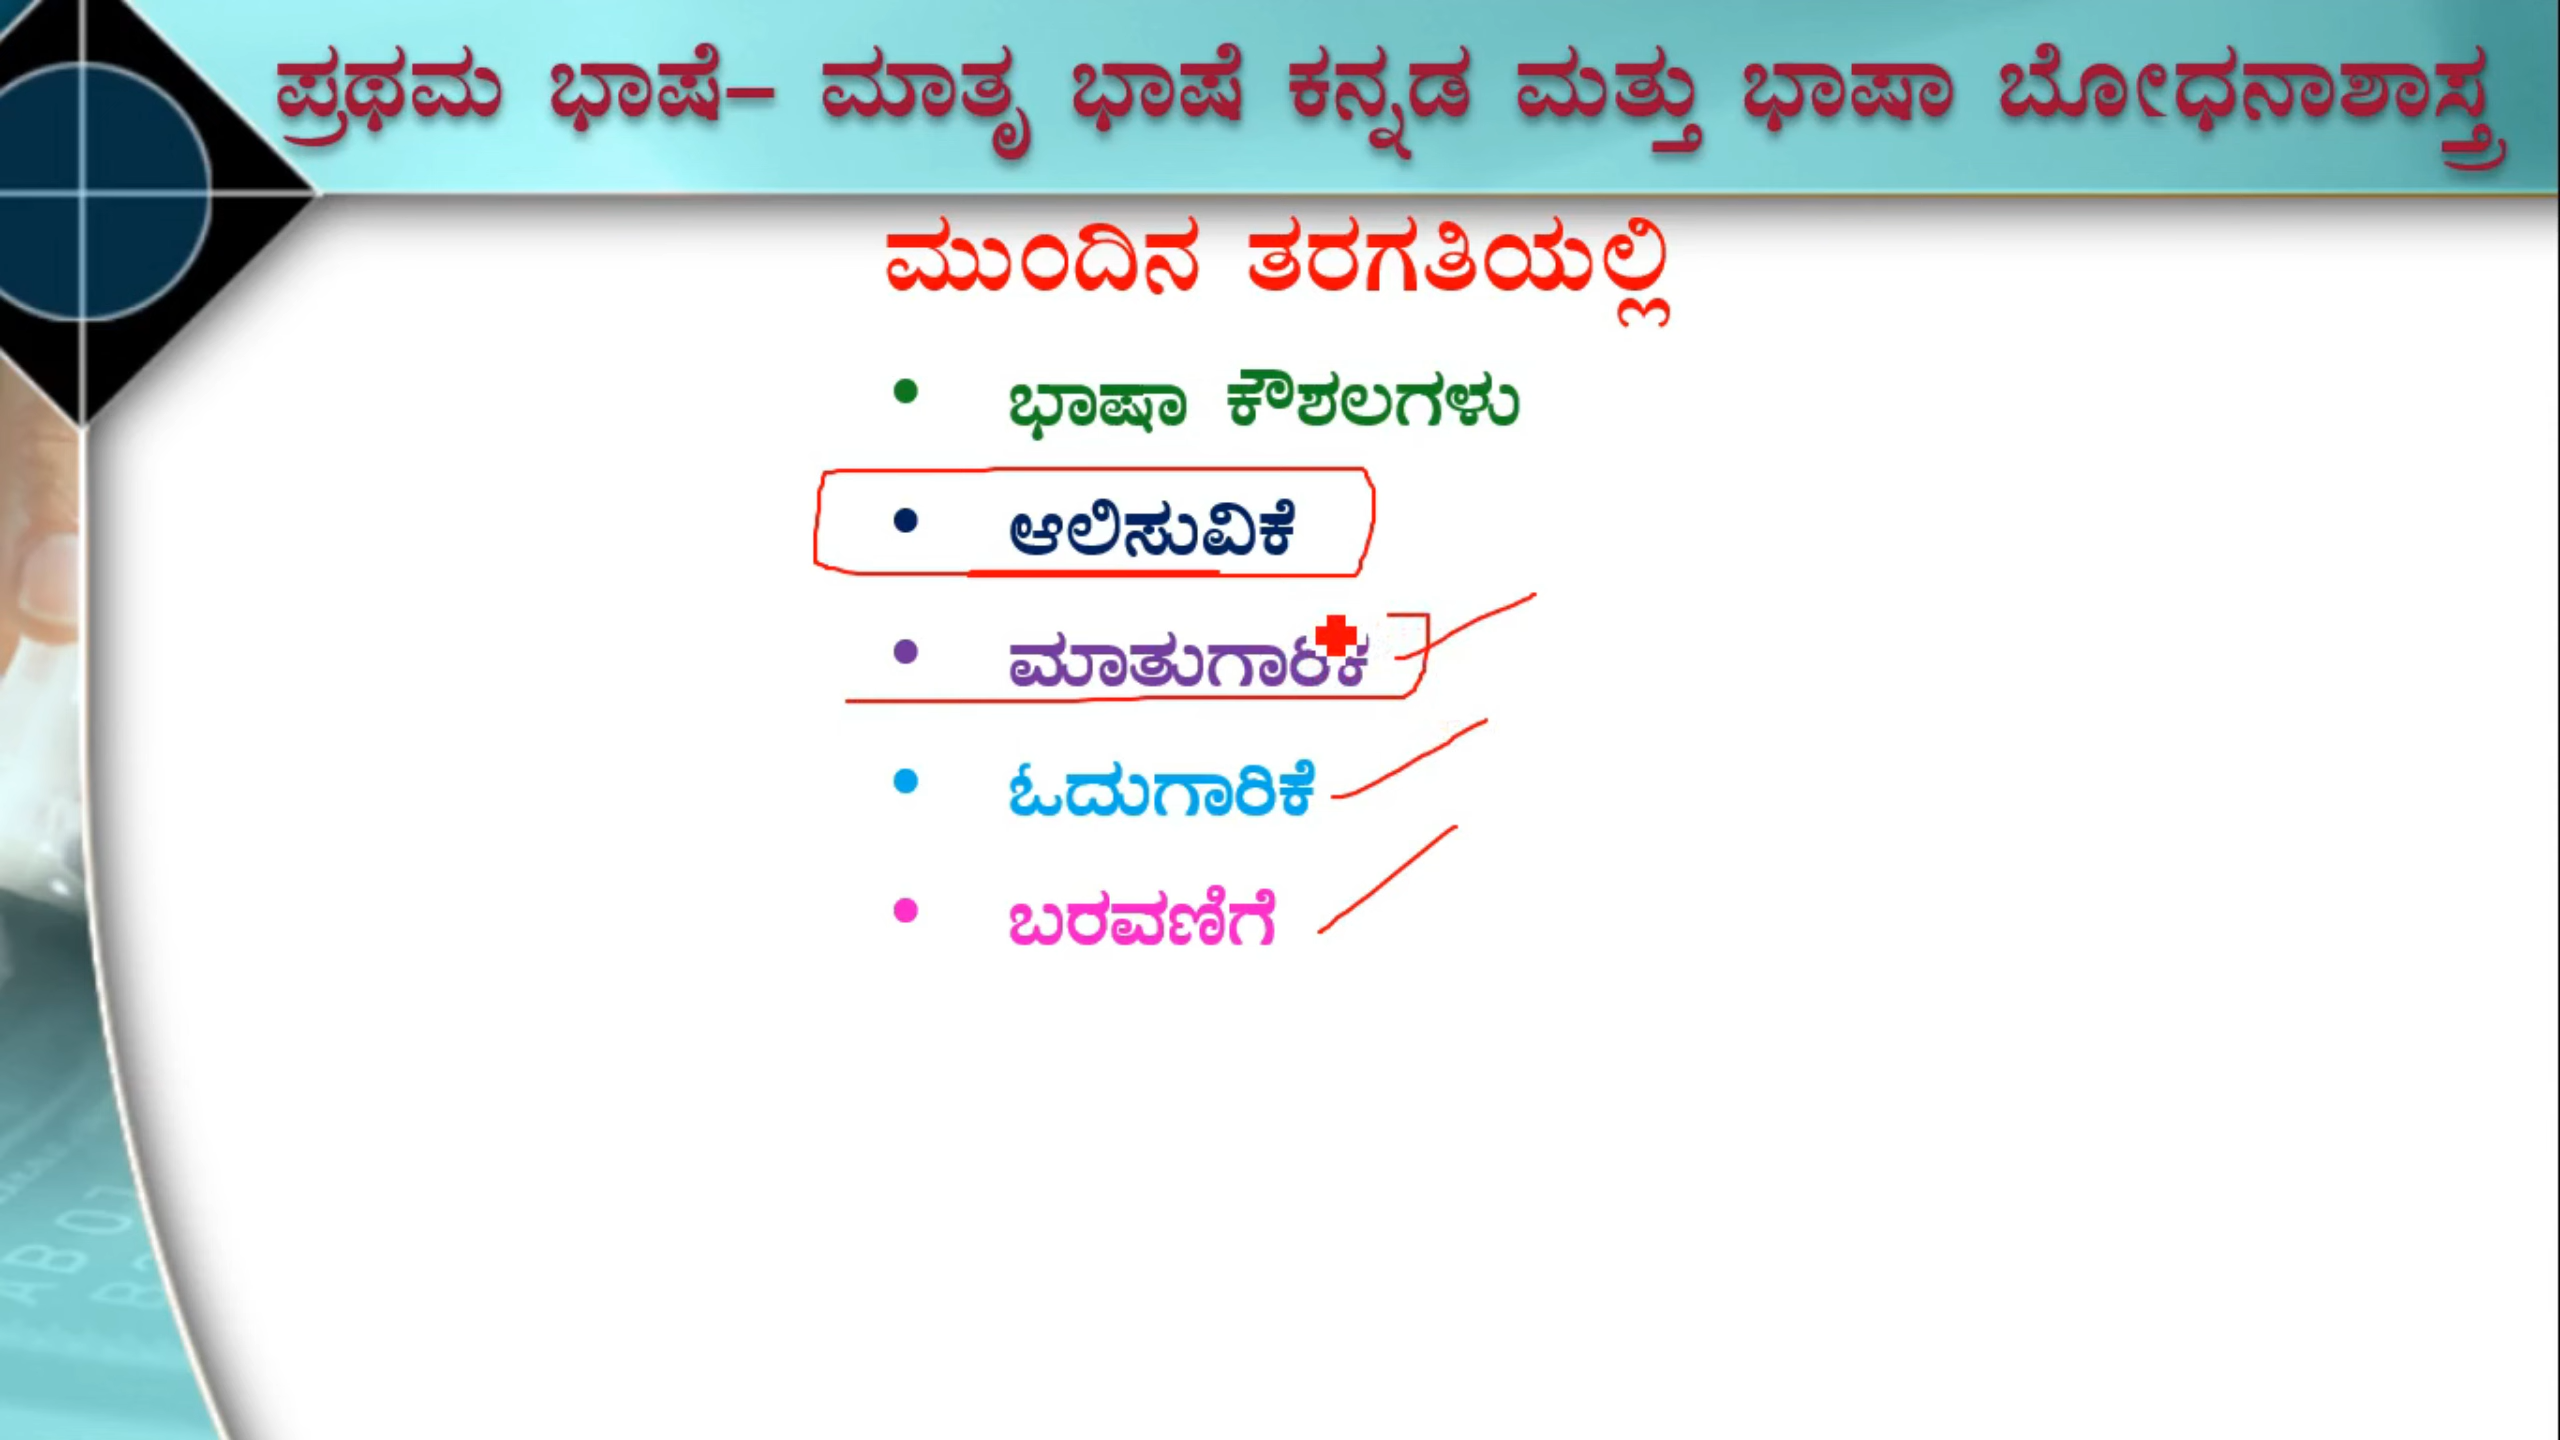 ಪ್ರಥಮ ಭಾಷೆ– ಮಾತೃ ಭಾಷೆ ಕನ್ನಡ ಮತ್ತು ಭಾಷಾ ಬೋಧನಾಶಾಸ್ತ್ರ
ಮುಂದಿನ ತರಗತಿಯಲ್ಲಿ
• ಭಾಷಾ ಕೌಶಲಗಳು
• ಆಲಿಸುವಿಕೆ
• ಮಾತುಗಾರಿಕೆ
• ಓದುಗಾರಿಕೆ
• ಬರವಣಿಗೆ